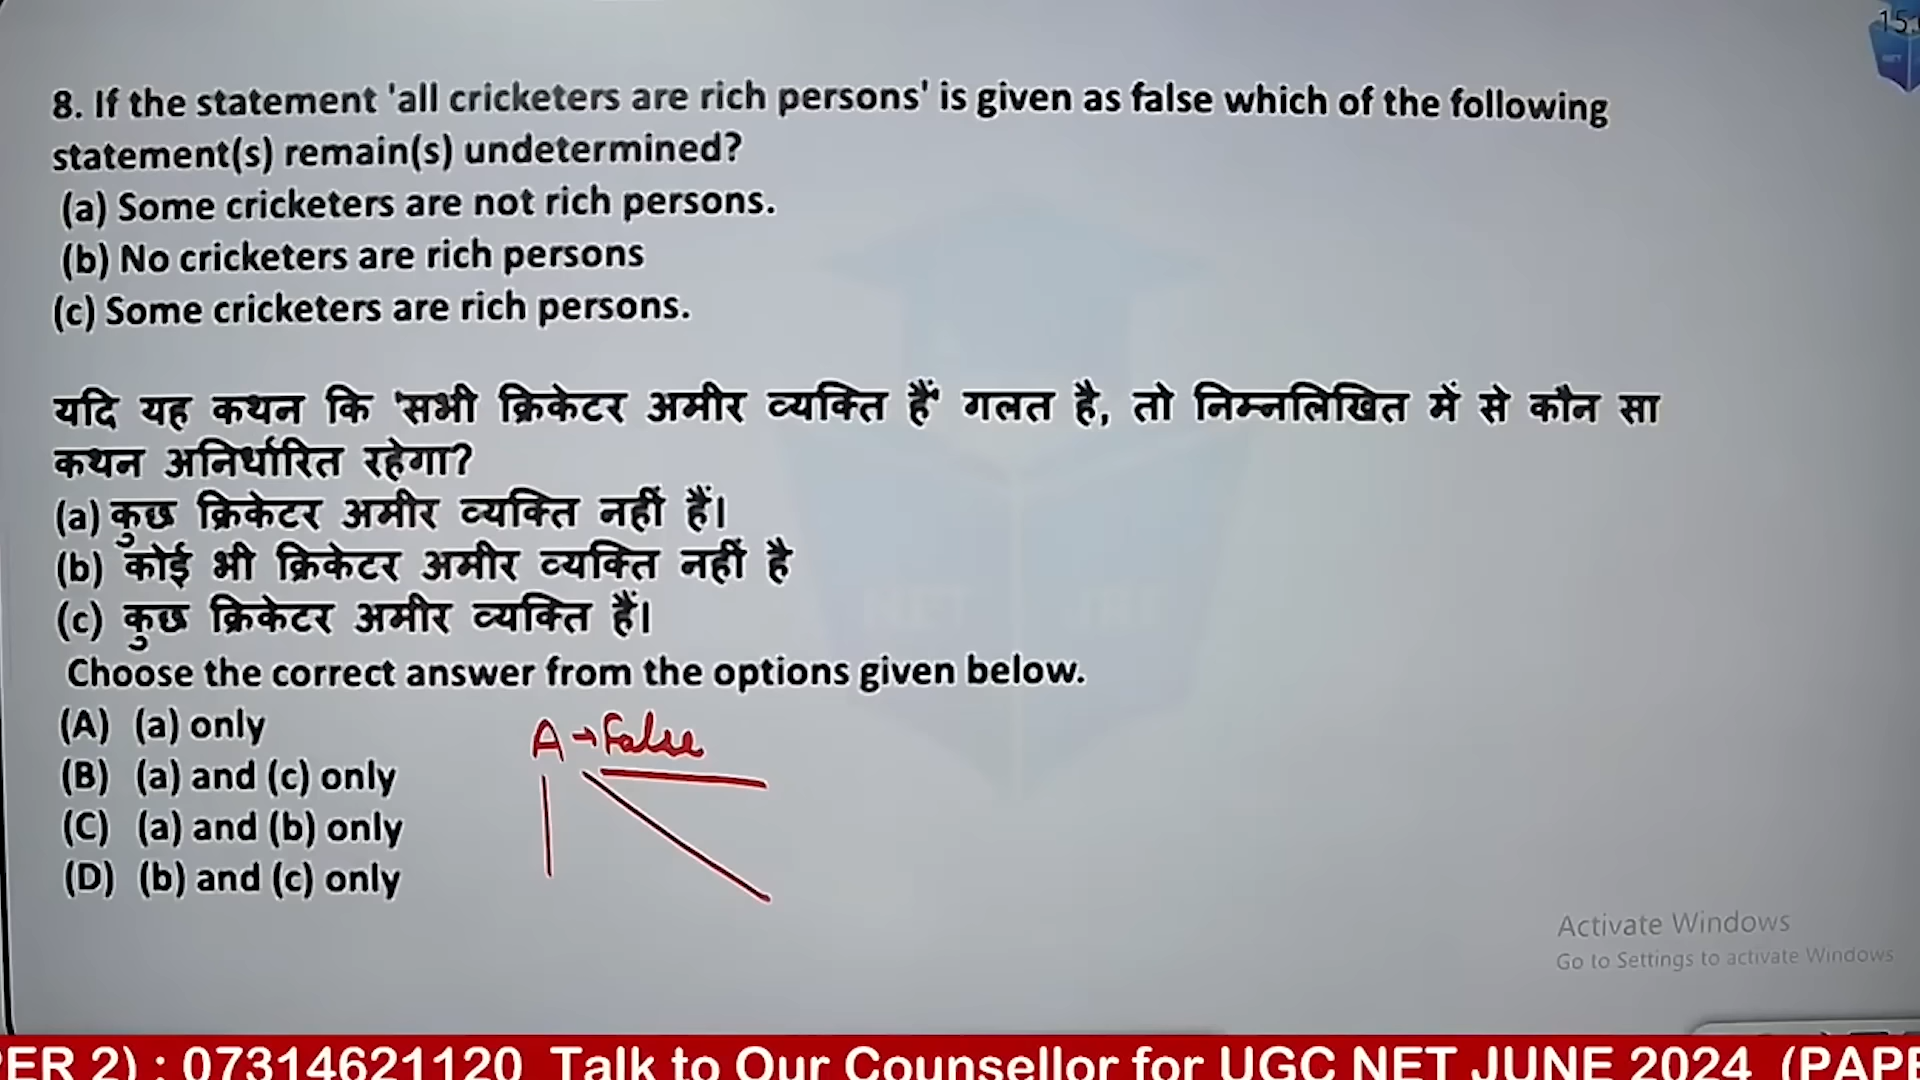 15:
8. If the statement 'all cricketers are rich persons' is given as false which of the following
statement(s) remain(s) undetermined?
(a) Some cricketers are not rich persons.
(b) No cricketers are rich persons
(c) Some cricketers are rich persons.
यदि यह कथन कि 'सभी क्रिकेटर अमीर व्यक्ति हैं' गलत है, तो निम्नलिखित में से कौन सा
कथन अनिर्धारित रहेगा?
(a) कुछ क्रिकेटर अमीर व्यक्ति नहीं हैं।
(b) कोई भी क्रिकेटर अमीर व्यक्ति नहीं है
(c) कुछ क्रिकेटर अमीर व्यक्ति हैं।
Choose the correct answer from the options given below.
(A) (a) only
(B) (a) and (c) only
(C) (a) and (b) only
(D) (b) and (c) only
A → False
Activate Windows
Go to Settings to activate Windows
PER 2) : 07314621120 Talk to Our Counsellor for UGC NET JUNE 2024 (PAPE